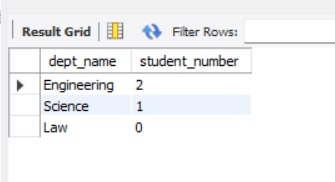 Result Grid Filter Rows:
dept_name student_number
Engineering 2
Science 1
Law 0